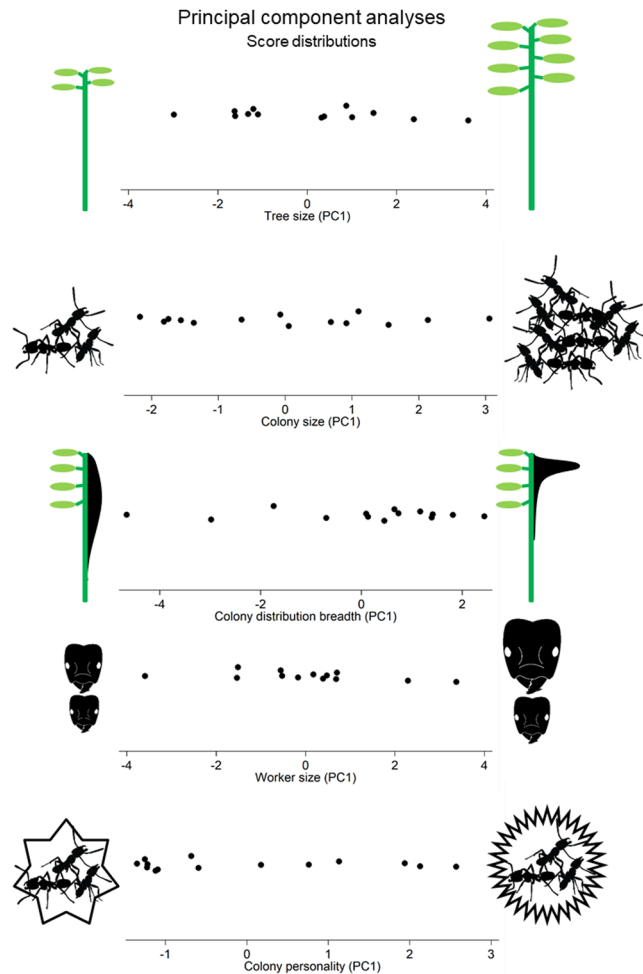 Principal component analyses
Score distributions
-4 -2 0 2 4
Tree size (PC1)
-2 -1 0 1 2 3
Colony size (PC1)
-4 -2 0 2
Colony distribution breadth (PC1)
-4 -2 0 2 4
Worker size (PC1)
-1 0 1 2 3
Colony personality (PC1)